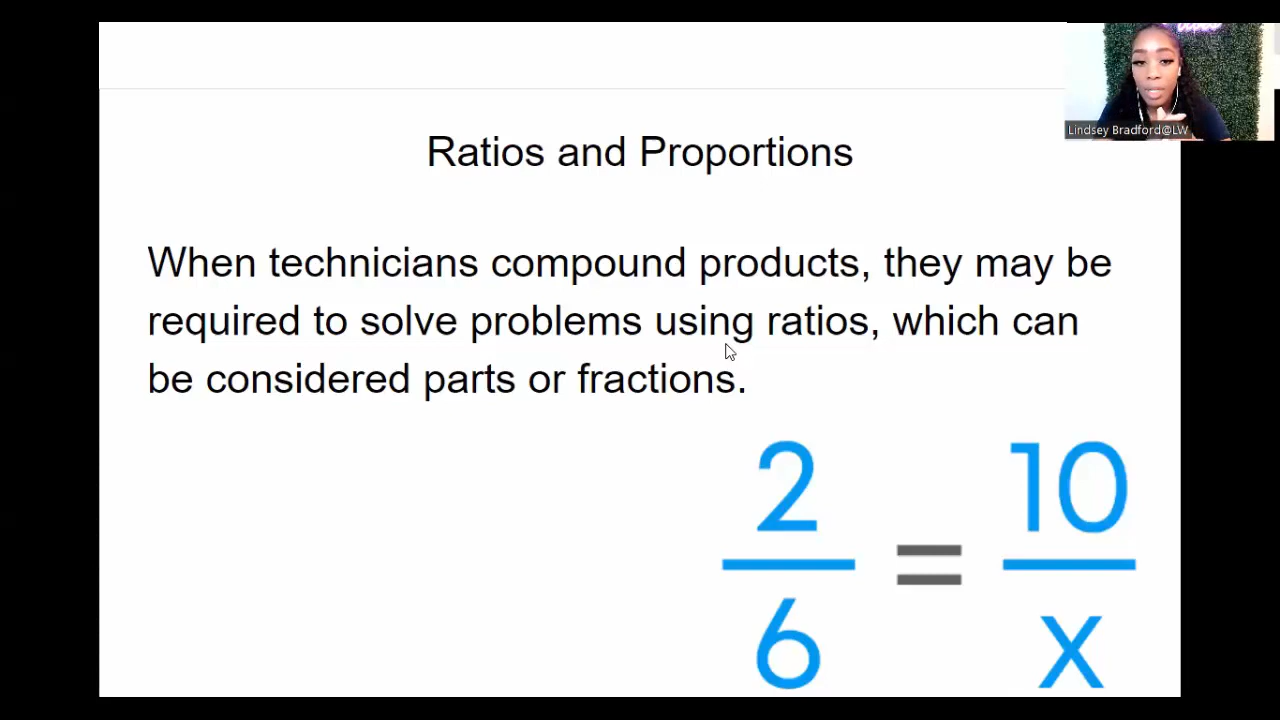 Lindsey Bradford@LW
Ratios and Proportions
When technicians compound products, they may be
required to solve problems using ratios, which can
be considered parts or fractions.
2 = 10
6 x